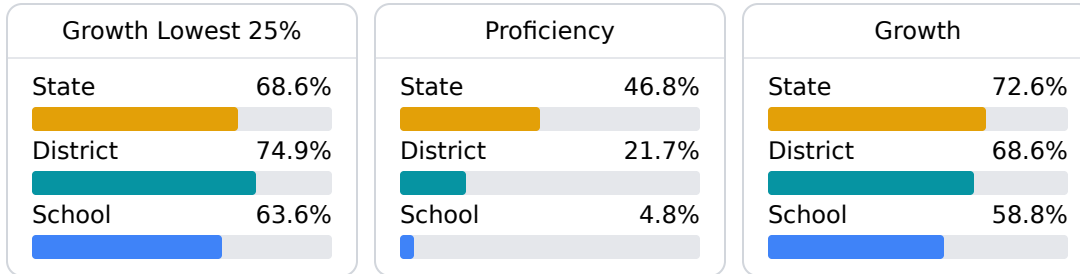 Growth Lowest 25%
State 68.6%
District 74.9%
School 63.6%
Proficiency
State 46.8%
District 21.7%
School 4.8%
Growth
State 72.6%
District 68.6%
School 58.8%